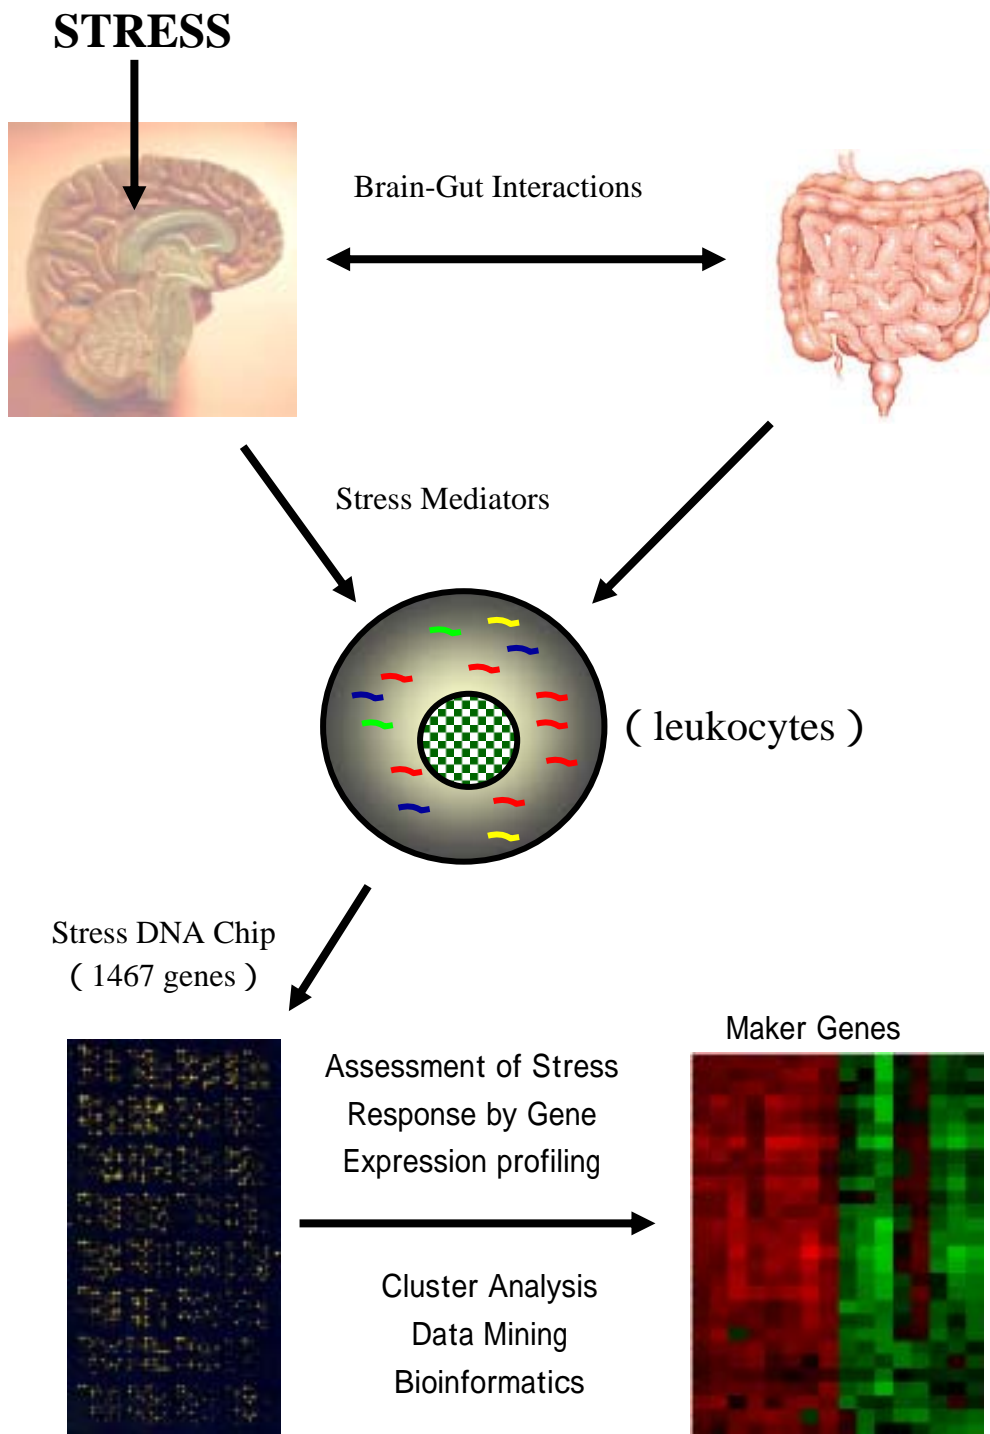 STRESS
Brain-Gut Interactions
Stress Mediators
( leukocytes )
Stress DNA Chip
( 1467 genes )
Maker Genes
Assessment of Stress
Response by Gene
Expression profiling
Cluster Analysis
Data Mining
Bioinformatics